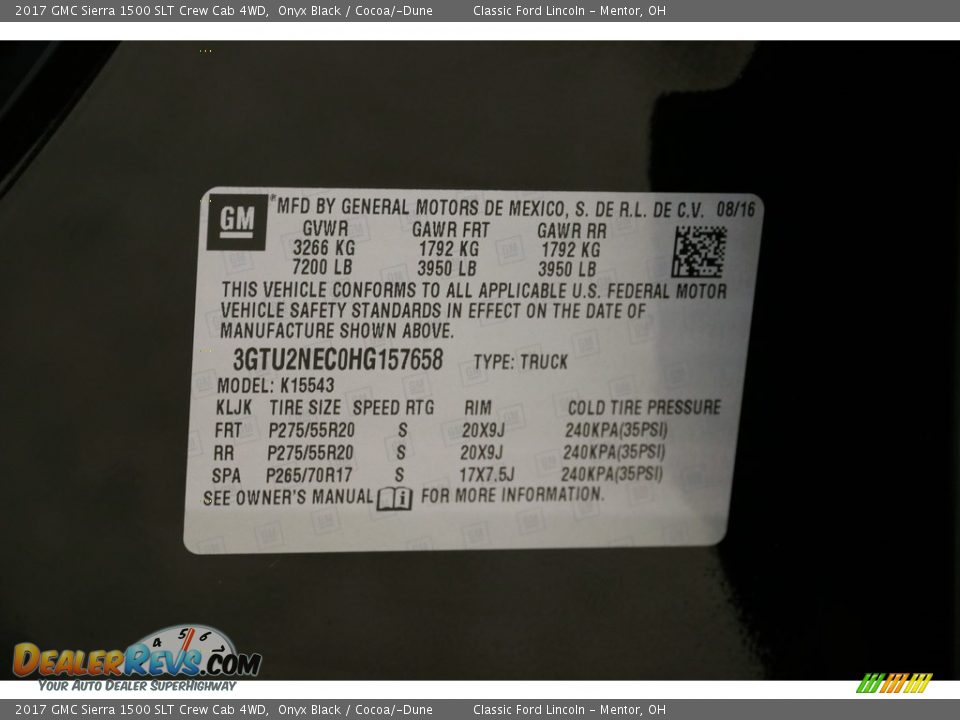 2017 GMC Sierra 1500 SLT Crew Cab 4WD, Onyx Black / Cocoa/­Dune Classic Ford Lincoln - Mentor, OH
GM *MFD BY GENERAL MOTORS DE MEXICO, S. DE R.L. DE C.V. 08/16
GVWR GAWR FRT GAWR RR
3266 KG 1792 KG 1792 KG
7200 LB 3950 LB 3950 LB
THIS VEHICLE CONFORMS TO ALL APPLICABLE U.S. FEDERAL MOTOR
VEHICLE SAFETY STANDARDS IN EFFECT ON THE DATE OF
MANUFACTURE SHOWN ABOVE.
3GTU2NEC0HG157658 TYPE: TRUCK
MODEL: K15543
KLJK TIRE SIZE SPEED RTG RIM COLD TIRE PRESSURE
FRT P275/55R20 S 20X9J 240KPA(35PSI)
RR P275/55R20 S 20X9J 240KPA(35PSI)
SPA P265/70R17 S 17X7.5J 240KPA(35PSI)
SEE OWNER'S MANUAL i FOR MORE INFORMATION.
4 5 6
DEALERREVS.COM
YOUR AUTO DEALER SUPERHIGHWAY
2017 GMC Sierra 1500 SLT Crew Cab 4WD, Onyx Black / Cocoa/­Dune Classic Ford Lincoln - Mentor, OH